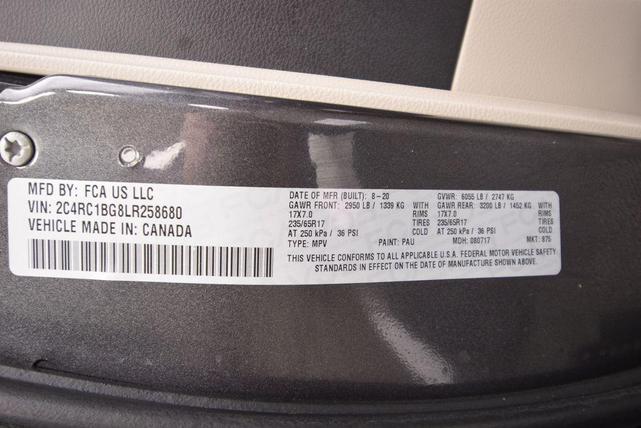 MFD BY: FCA US LLC
VIN: 2C4RC1BG8LR258680
VEHICLE MADE IN: CANADA
DATE OF MFR (BUILT): 8-20 GVWR: 6055 LB / 2747 KG
GAWR FRONT: 2950 LB / 1339 KG WITH GAWR REAR: 3200 LB / 1452 KG WITH
17X7.0 RIMS 17X7.0 RIMS
235/65R17 TIRES 235/65R17 TIRES
AT 250 kPa / 36 PSI COLD AT 250 kPa / 36 PSI COLD
TYPE: MPV PAINT: PAU MDH: 080717 MKT: 875
THIS VEHICLE CONFORMS TO ALL APPLICABLE U.S.A. FEDERAL MOTOR VEHICLE SAFETY
STANDARDS IN EFFECT ON THE DATE OF MANUFACTURE SHOWN ABOVE.